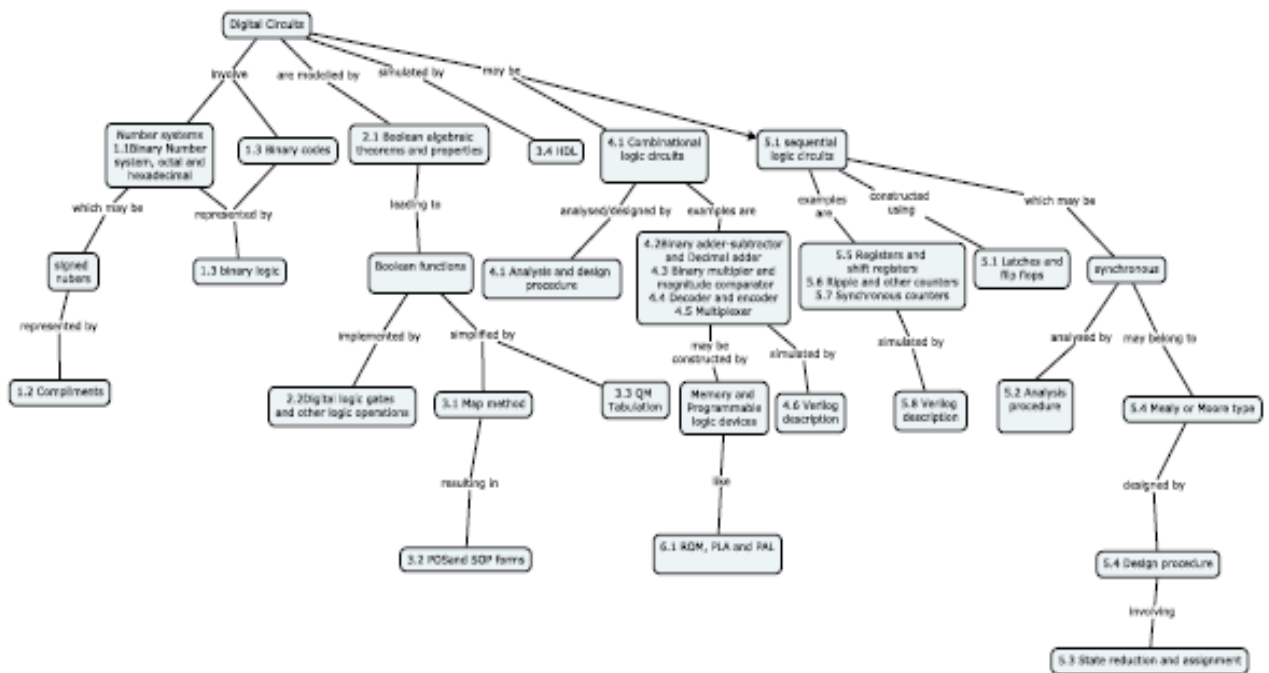 Digital Circuits
involve
are modelled by
simulated by
may be
Number systems
1.1Binary Number
system, octal and
hexadecimal
1.3 Binary codes
2.1 Boolean algebraic
theorems and properties
3.4 HDL
4.1 Combinational
logic circuits
5.1 sequential
logic circuits
which may be
represented by
leading to
analysed/designed by
examples are
examples
are
constructed
using
which may be
signed
nubers
1.3 binary logic
Boolean functions
4.1 Analysis and design
procedure
4.2Binary adder-subtractor
and Decimal adder
4.3 Binary multipler and
magnitude comparator
4.4 Decoder and encoder
4.5 Multiplexer
5.5 Registers and
shift registers
5.6 Ripple and other counters
5.7 Synchronous counters
5.1 Latches and
flip flops
synchronous
represented by
implemented by
simplified by
may be
constructed by
simulated by
simulated by
analysed by
may belong to
1.2 Compliments
2.2Digital logic gates
and other logic operations
3.1 Map method
3.3 QM
Tabulation
Memory and
Programmable
logic devices
4.6 Verilog
description
5.8 Verilog
description
5.2 Analysis
procedure
5.4 Mealy or Moore type
resulting in
like
designed by
3.2 POSand SOP forms
6.1 ROM, PLA and PAL
5.4 Design procedure
involving
5.3 State reduction and assignment